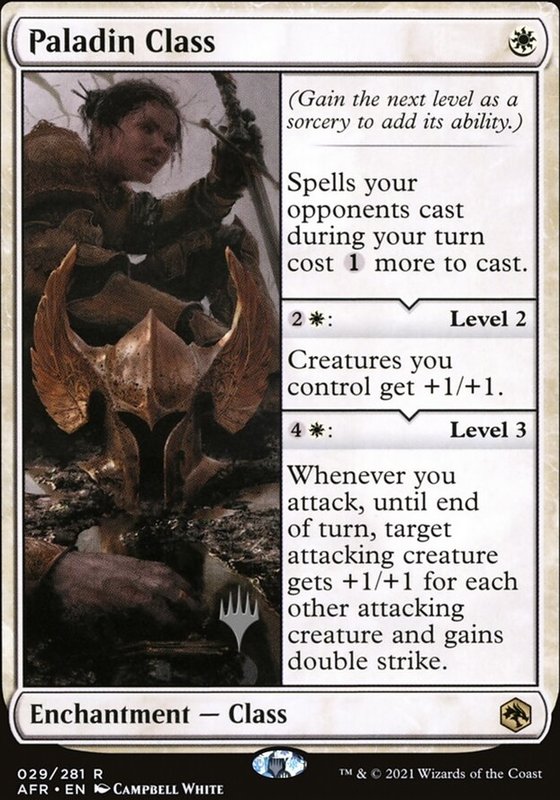 Paladin Class
(Gain the next level as a
sorcery to add its ability.)
Spells your
opponents cast
during your turn
cost 1 more to cast.
2 : Level 2
Creatures you
control get +1/+1.
4 : Level 3
Whenever you
attack, until end
of turn, target
attacking creature
gets +1/+1 for each
other attacking
creature and gains
double strike.
Enchantment — Class
029/281 R
AFR • EN CAMPBELL WHITE
™ & © 2021 Wizards of the Coast